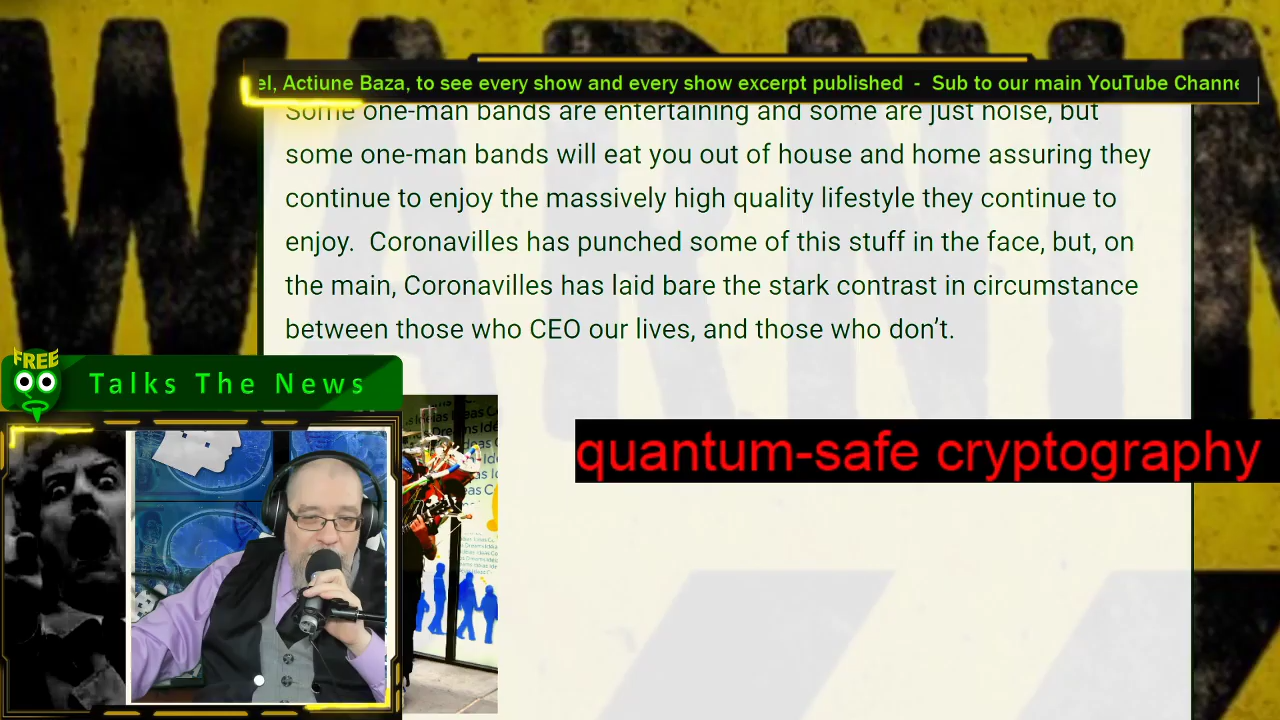 WARNIN
el, Actiune Baza, to see every show and every show excerpt published - Sub to our main YouTube Channe
Some one-man bands are entertaining and some are just noise, but
some one-man bands will eat you out of house and home assuring they
continue to enjoy the massively high quality lifestyle they continue to
enjoy. Coronavilles has punched some of this stuff in the face, but, on
the main, Coronavilles has laid bare the stark contrast in circumstance
between those who CEO our lives, and those who don’t.
FREE
Talks The News
quantum-safe cryptography